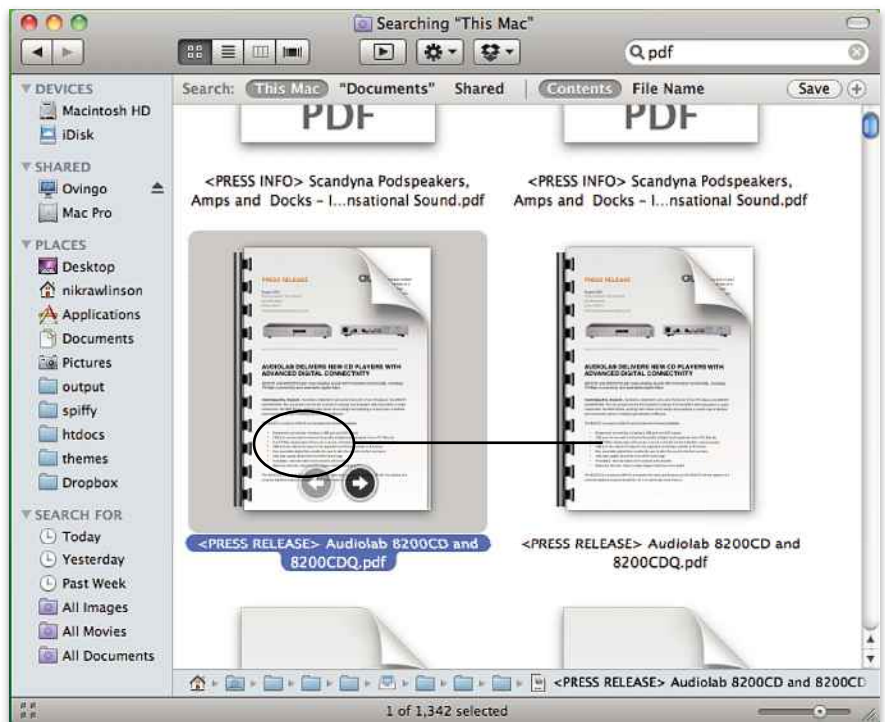 Searching "This Mac"
pdf
DEVICES
Macintosh HD
iDisk
SHARED
Ovingo
Mac Pro
PLACES
Desktop
nikrawlinson
Applications
Documents
Pictures
output
spiffy
htdocs
themes
Dropbox
SEARCH FOR
Today
Yesterday
Past Week
All Images
All Movies
All Documents
Search: This Mac "Documents" Shared Contents File Name Save
PDF PDF
<PRESS INFO> Scandyna Podspeakers,
Amps and Docks – I...nsational Sound.pdf
<PRESS INFO> Scandyna Podspeakers,
Amps and Docks – I...nsational Sound.pdf
PRESS RELEASE
AUDIOLAB DELIVERS NEW CD PLAYERS WITH
ADVANCED DIGITAL CONNECTIVITY
<PRESS RELEASE> Audiolab 8200CD and
8200CDQ.pdf
PRESS RELEASE
AUDIOLAB DELIVERS NEW CD PLAYERS WITH
ADVANCED DIGITAL CONNECTIVITY
<PRESS RELEASE> Audiolab 8200CD and
8200CDQ.pdf
<PRESS RELEASE> Audiolab 8200CD and 8200CD
1 of 1,342 selected